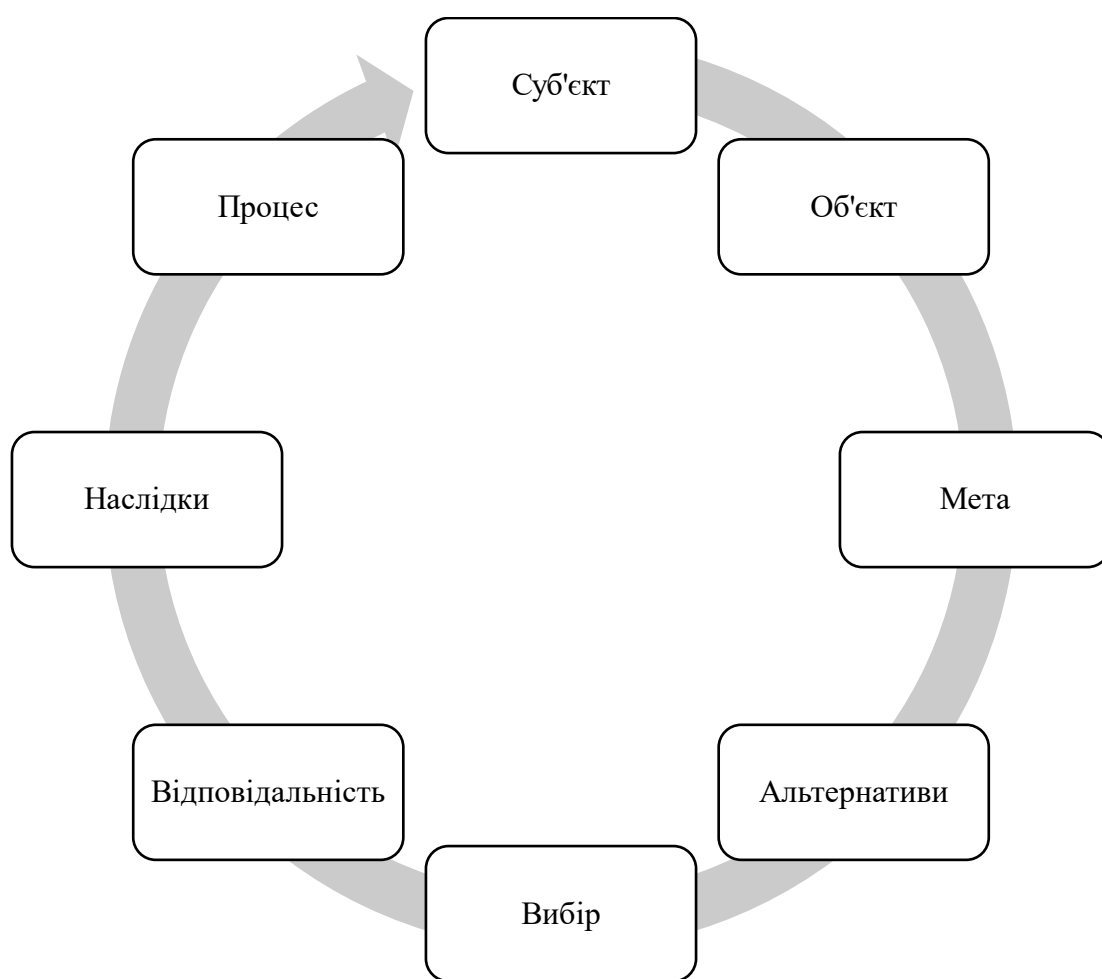 Суб'єкт
Об'єкт
Мета
Альтернативи
Вибір
Відповідальність
Наслідки
Процес